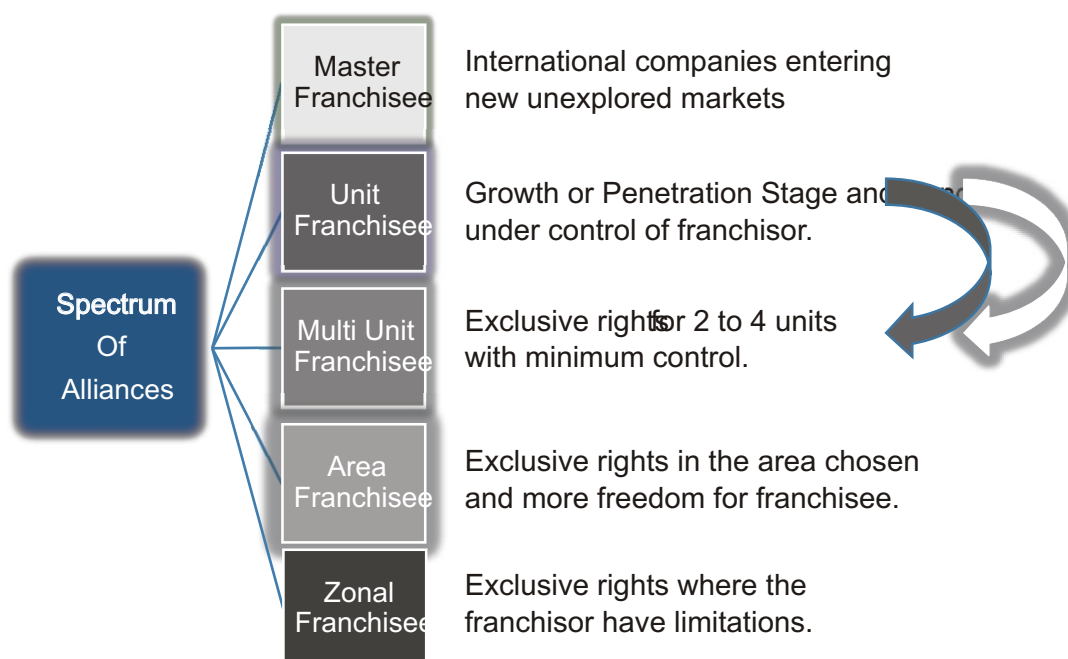 Spectrum
Of
Alliances
Master
Franchisee
International companies entering
new unexplored markets
Unit
Franchisee
Growth or Penetration Stage and
under control of franchisor.
Multi Unit
Franchisee
Exclusive rights for 2 to 4 units
with minimum control.
Area
Franchisee
Exclusive rights in the area chosen
and more freedom for franchisee.
Zonal
Franchisee
Exclusive rights where the
franchisor have limitations.